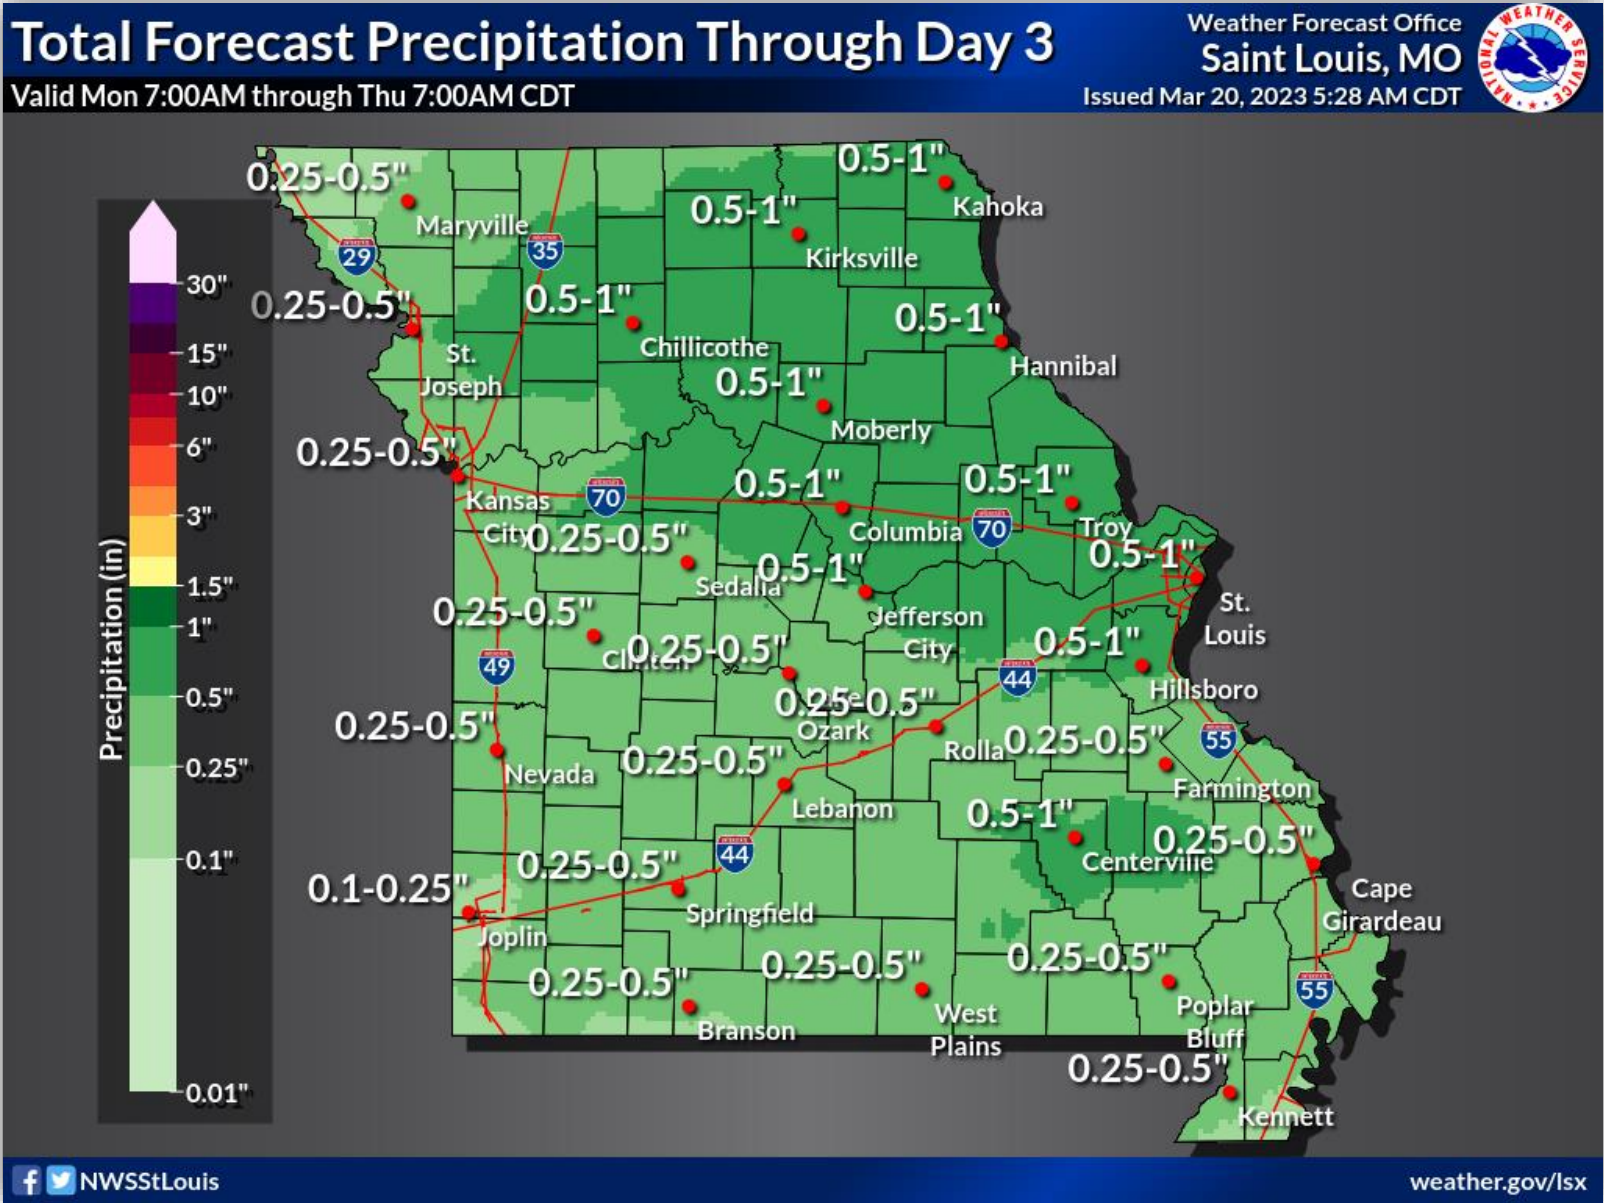 Total Forecast Precipitation Through Day 3
Valid Mon 7:00AM through Thu 7:00AM CDT
Weather Forecast Office
Saint Louis, MO
Issued Mar 20, 2023 5:28 AM CDT
NATIONAL WEATHER SERVICE
0.5-1"
Kahoka
0.25-0.5"
Maryville
0.5-1"
Kirksville
29
35
0.25-0.5"
St.
Joseph
0.5-1"
Chillicothe
0.5-1"
Hannibal
0.5-1"
Moberly
0.25-0.5"
Kansas
City
70
0.5-1"
Columbia
70
0.5-1"
Troy
0.5-1"
St.
Louis
0.25-0.5"
Sedalia
0.5-1"
Jefferson
City
0.25-0.5"
Clinton
0.25-0.5"
Ozark
49
44
0.5-1"
Hillsboro
0.25-0.5"
Rolla
0.25-0.5"
Nevada
0.25-0.5"
Lebanon
0.25-0.5"
Farmington
55
0.5-1"
Centerville
0.25-0.5"
Cape
Girardeau
44
0.25-0.5"
Springfield
0.1-0.25"
Joplin
0.25-0.5"
Branson
0.25-0.5"
West
Plains
0.25-0.5"
Poplar
Bluff
55
0.25-0.5"
Kennett
Precipitation (in)
30"
15"
10"
6"
3"
1.5"
1"
0.5"
0.25"
0.1"
0.01"
NWSStLouis
weather.gov/lsx